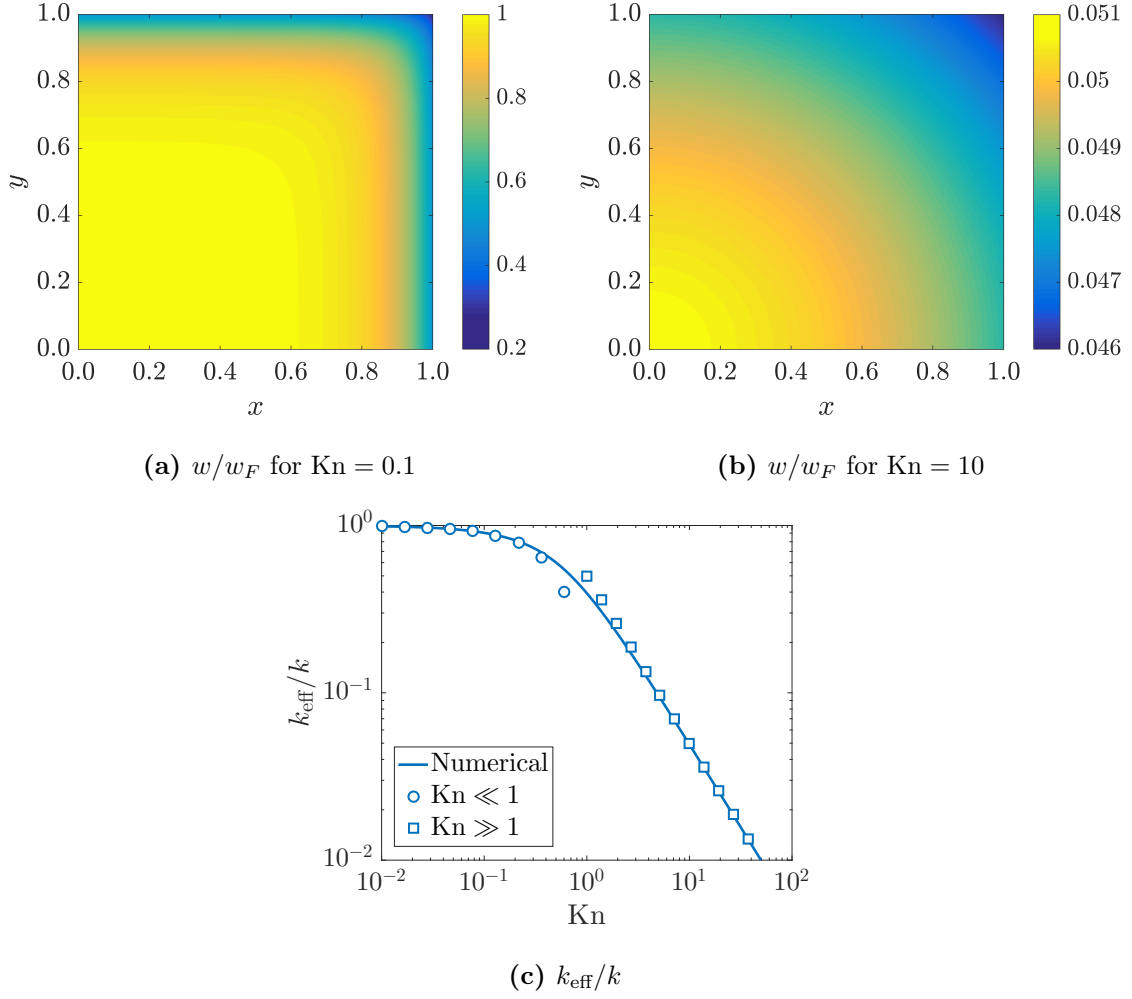 1.0
0.8
0.6
0.4
0.2
0.0
y
0.0 0.2 0.4 0.6 0.8 1.0
x
1
0.8
0.6
0.4
0.2
(a) w/w_F for Kn = 0.1
1.0
0.8
0.6
0.4
0.2
0.0
y
0.0 0.2 0.4 0.6 0.8 1.0
x
0.051
0.05
0.049
0.048
0.047
0.046
(b) w/w_F for Kn = 10
10^0
10^{-1}
10^{-2}
k_eff/k
Numerical
Kn ≪ 1
Kn ≫ 1
10^{-2} 10^{-1} 10^0 10^1 10^2
Kn
(c) k_eff/k